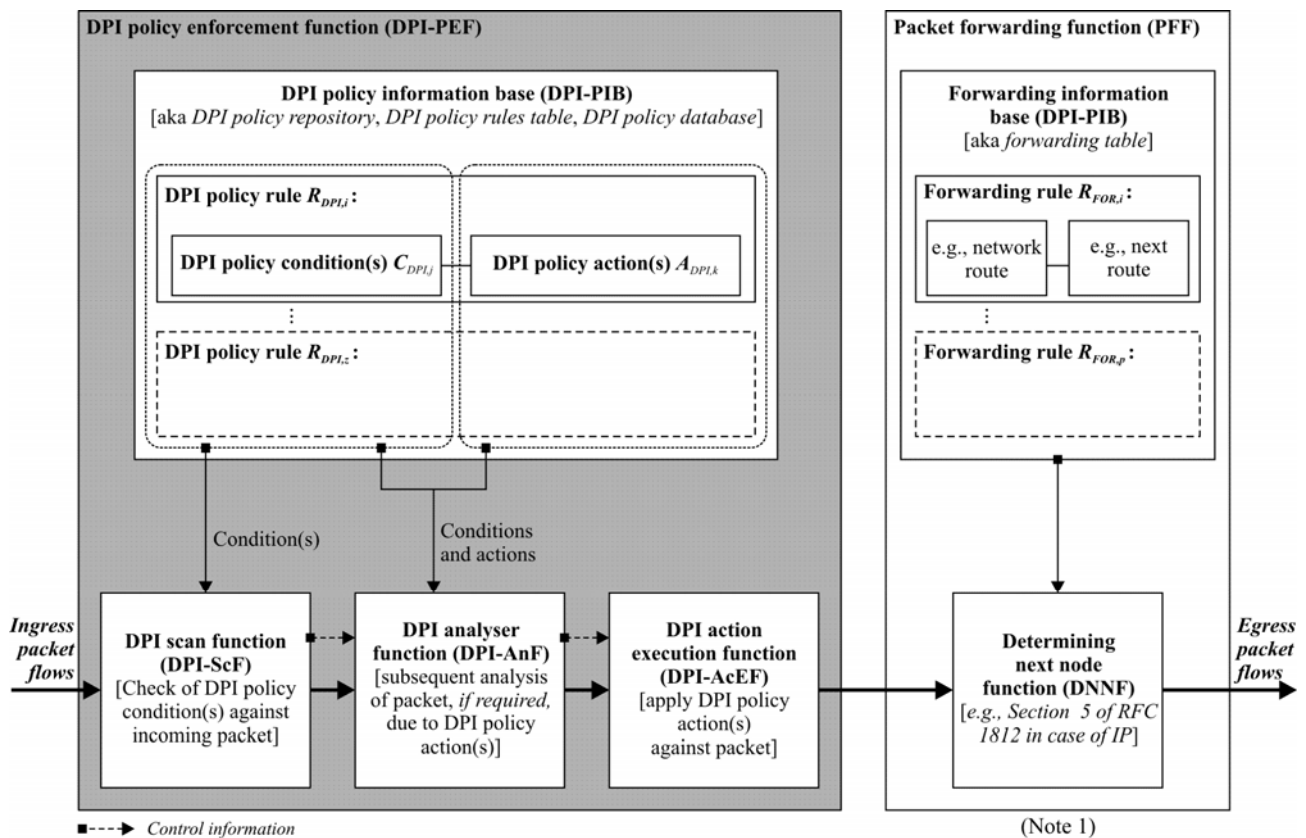 DPI policy enforcement function (DPI-PEF)
DPI policy information base (DPI-PIB)
[aka DPI policy repository, DPI policy rules table, DPI policy database]
DPI policy rule R_DPI,i :
DPI policy condition(s) C_DPI,j
DPI policy action(s) A_DPI,k
⋮
DPI policy rule R_DPI,z :
Condition(s)
Conditions
and actions
Ingress
packet
flows
DPI scan function
(DPI-ScF)
[Check of DPI policy
condition(s) against
incoming packet]
DPI analyser
function (DPI-AnF)
[subsequent analysis
of packet, if required,
due to DPI policy
action(s)]
DPI action
execution function
(DPI-AcEF)
[apply DPI policy
action(s)
against packet]
Control information
Packet forwarding function (PFF)
Forwarding information
base (DPI-PIB)
[aka forwarding table]
Forwarding rule R_FOR,i :
e.g., network
route
e.g., next
route
⋮
Forwarding rule R_FOR,p :
Determining
next node
function (DNNF)
[e.g., Section 5 of RFC
1812 in case of IP]
Egress
packet
flows
(Note 1)